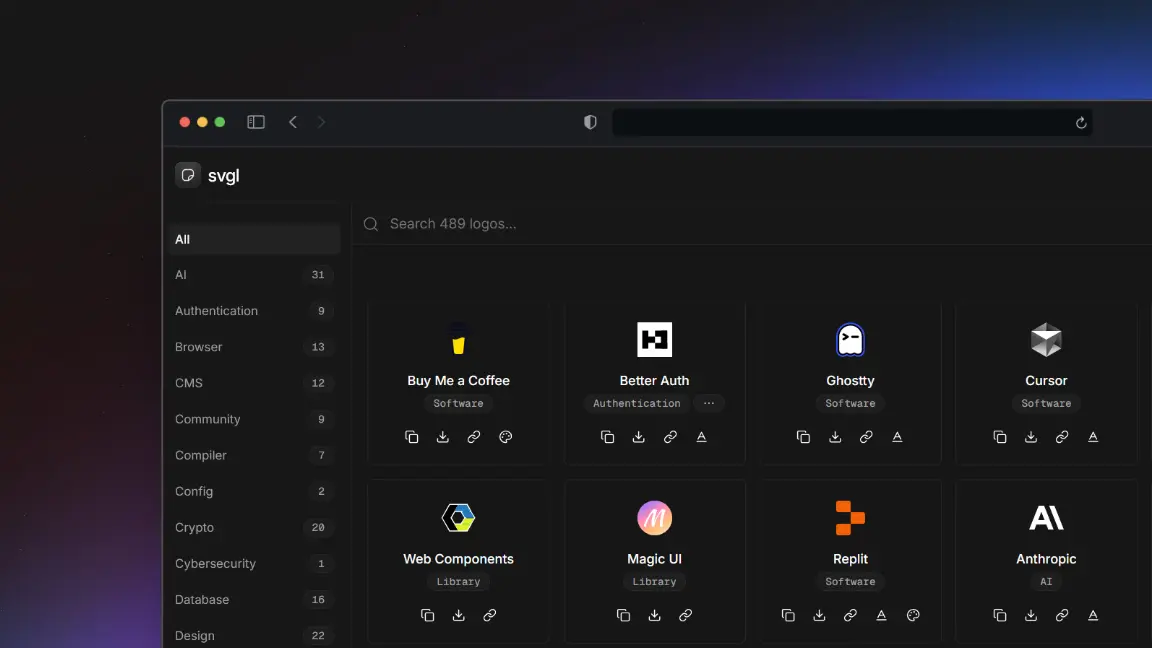 svgl
Search 489 logos...
All
AI 31
Authentication 9
Browser 13
CMS 12
Community 9
Compiler 7
Config 2
Crypto 20
Cybersecurity 1
Database 16
Design 22
Buy Me a Coffee
Software
Better Auth
Authentication ...
Ghostty
Software
Cursor
Software
Web Components
Library
Magic UI
Library
Replit
Software
Anthropic
AI